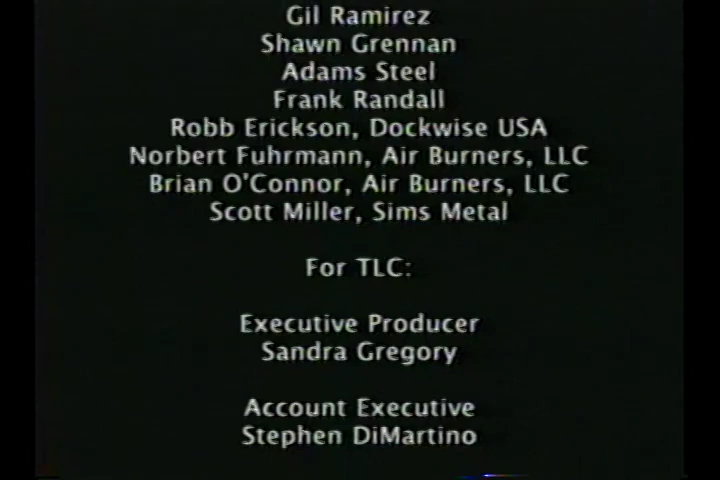 Gil Ramirez
Shawn Grennan
Adams Steel
Frank Randall
Robb Erickson, Dockwise USA
Norbert Fuhrmann, Air Burners, LLC
Brian O'Connor, Air Burners, LLC
Scott Miller, Sims Metal
For TLC:
Executive Producer
Sandra Gregory
Account Executive
Stephen DiMartino